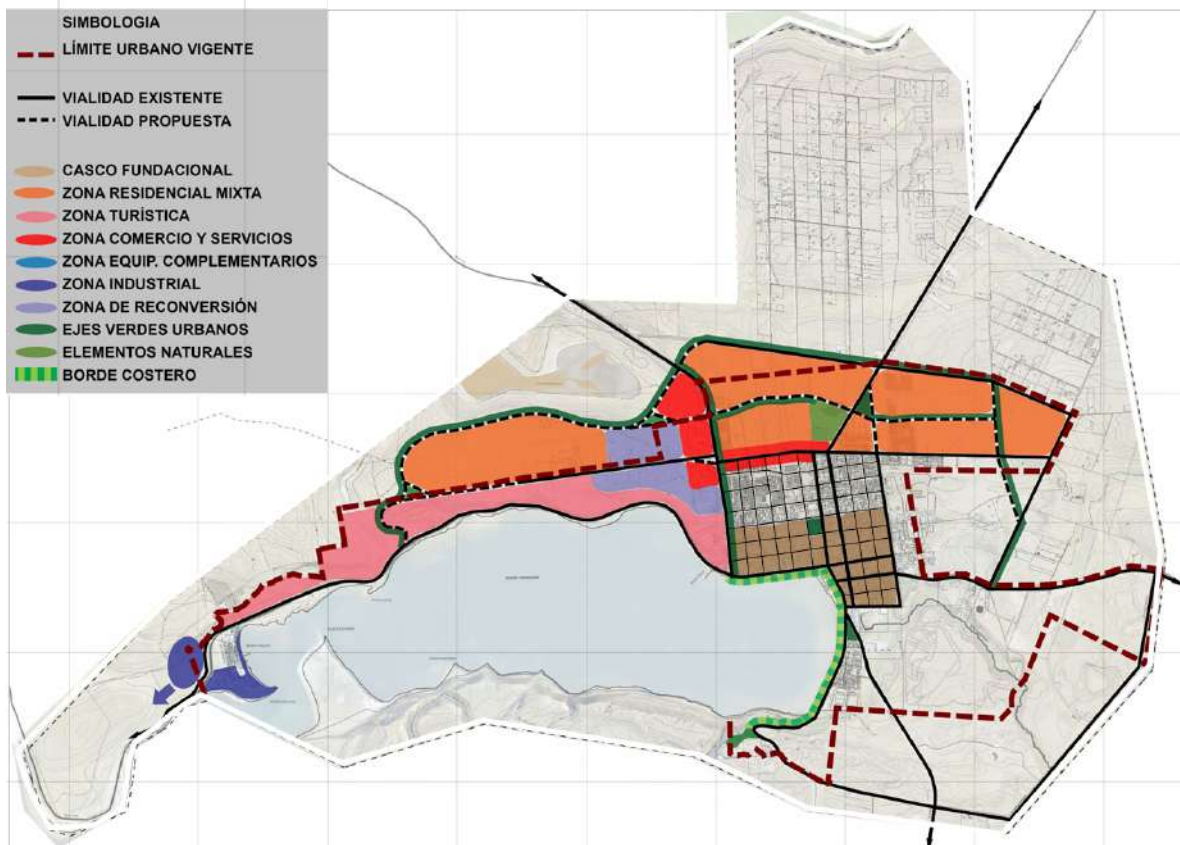 SIMBOLOGIA
LÍMITE URBANO VIGENTE
VIALIDAD EXISTENTE
VIALIDAD PROPUESTA
CASCO FUNDACIONAL
ZONA RESIDENCIAL MIXTA
ZONA TURÍSTICA
ZONA COMERCIO Y SERVICIOS
ZONA EQUIP. COMPLEMENTARIOS
ZONA INDUSTRIAL
ZONA DE RECONVERSIÓN
EJES VERDES URBANOS
ELEMENTOS NATURALES
BORDE COSTERO